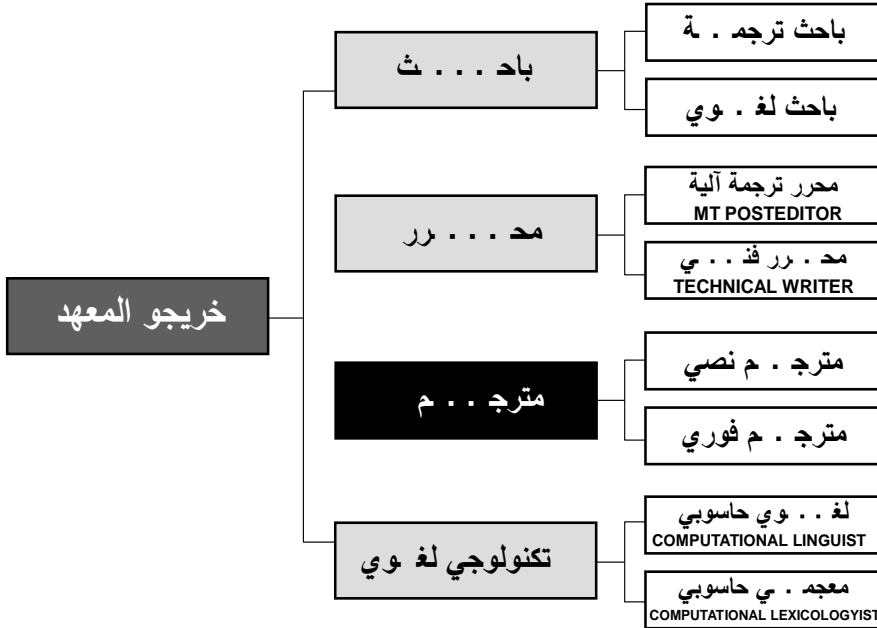 خريجو المعهد
باحـ . . . . ـث
باحث ترجمـ . . ـة
باحث لغـ . ـوي
محـ . . . . ـرر
محرر ترجمة آلية
MT POSTEDITOR
محـ . . ـرر فنـ . . . ـي
TECHNICAL WRITER
مترجـ . . . ـم
مترجـ . ـم نصي
مترجـ . ـم فوري
تكنولوجي لغـ ـوي
لغـ . . . ـوي حاسوبي
COMPUTATIONAL LINGUIST
معجمـ . ـي حاسوبي
COMPUTATIONAL LEXICOLOGYIST